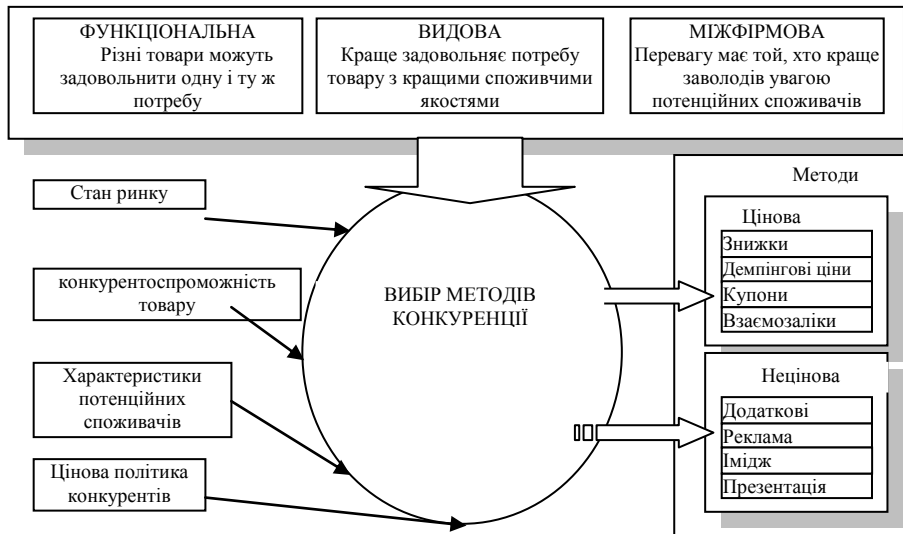 ФУНКЦІОНАЛЬНА
Різні товари можуть
задовольнити одну і ту ж
потребу
ВИДОВА
Краще задовольняє потребу
товару з кращими споживчими
якостями
МІЖФІРМОВА
Перевагу має той, хто краще
заволодів увагою
потенційних споживачів
Стан ринку
конкурентоспроможність
товару
Характеристики
потенційних
споживачів
Цінова політика
конкурентів
ВИБІР МЕТОДІВ
КОНКУРЕНЦІЇ
Методи
Цінова
Знижки
Демпінгові ціни
Купони
Взаємозаліки
Нецінова
Додаткові
Реклама
Імідж
Презентація